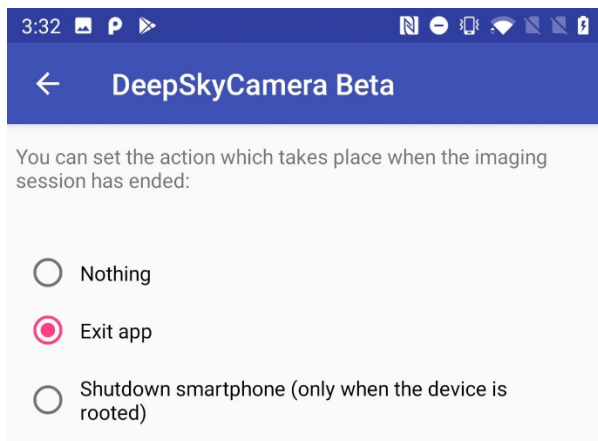 3:32
DeepSkyCamera Beta
You can set the action which takes place when the imaging
session has ended:
Nothing
Exit app
Shutdown smartphone (only when the device is
rooted)